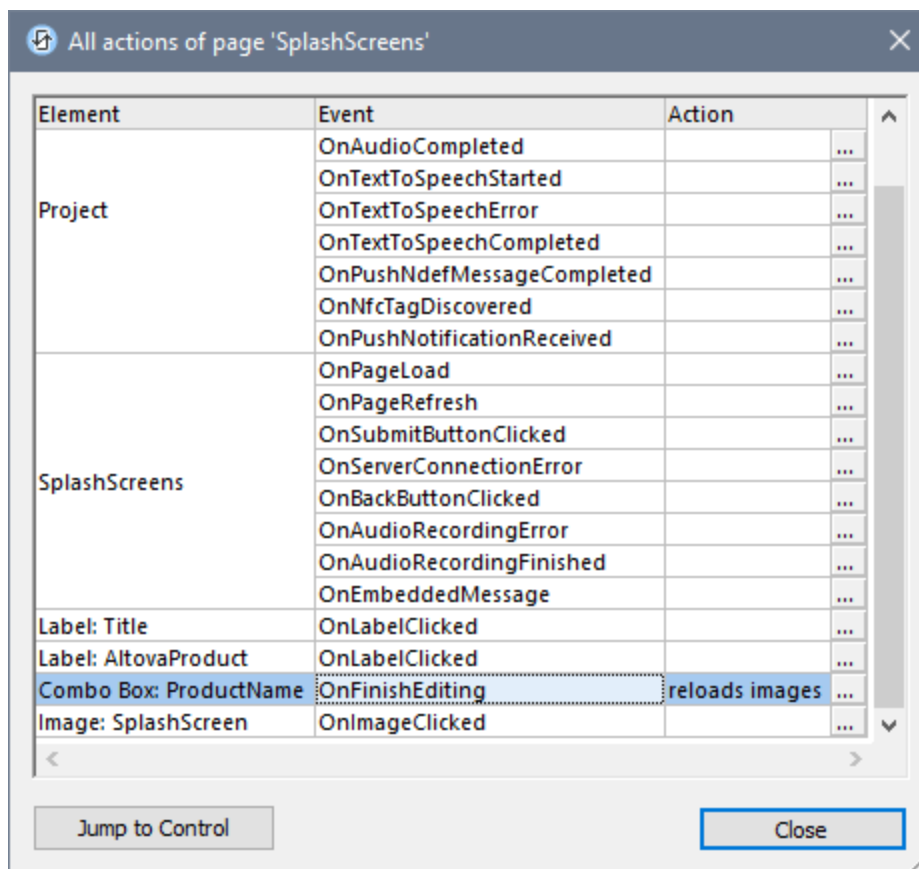 All actions of page 'SplashScreens'
Element Event Action
OnAudioCompleted ...
OnTextToSpeechStarted ...
Project OnTextToSpeechError ...
OnTextToSpeechCompleted ...
OnPushNdefMessageCompleted ...
OnNfcTagDiscovered ...
OnPushNotificationReceived ...
OnPageLoad ...
OnPageRefresh ...
OnSubmitButtonClicked ...
OnServerConnectionError ...
SplashScreens OnBackButtonClicked ...
OnAudioRecordingError ...
OnAudioRecordingFinished ...
OnEmbeddedMessage ...
Label: Title OnLabelClicked ...
Label: AltovaProduct OnLabelClicked ...
Combo Box: ProductName OnFinishEditing reloads images ...
Image: SplashScreen OnImageClicked ...
Jump to Control Close